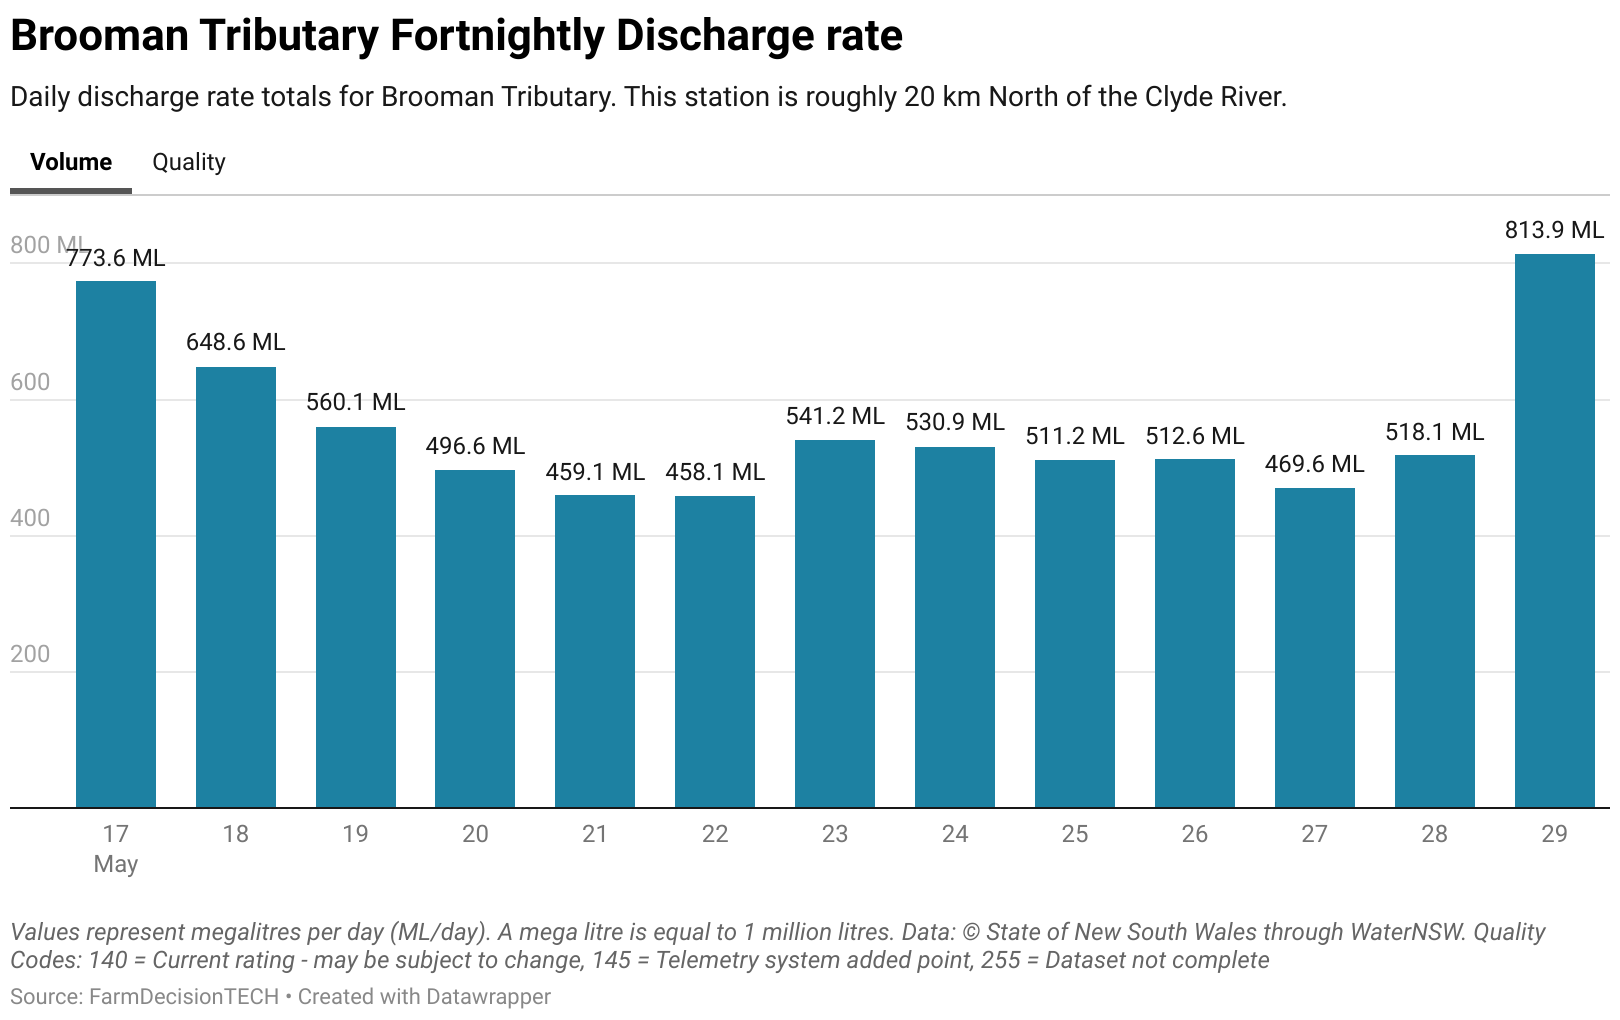 Brooman Tributary Fortnightly Discharge rate
Daily discharge rate totals for Brooman Tributary. This station is roughly 20 km North of the Clyde River.
Volume Quality
800 ML
773.6 ML
648.6 ML
560.1 ML
496.6 ML
459.1 ML
458.1 ML
541.2 ML
530.9 ML
511.2 ML
512.6 ML
469.6 ML
518.1 ML
813.9 ML
600
400
200
17 18 19 20 21 22 23 24 25 26 27 28 29
May
Values represent megalitres per day (ML/day). A mega litre is equal to 1 million litres. Data: © State of New South Wales through WaterNSW. Quality
Codes: 140 = Current rating - may be subject to change, 145 = Telemetry system added point, 255 = Dataset not complete
Source: FarmDecisionTECH • Created with Datawrapper